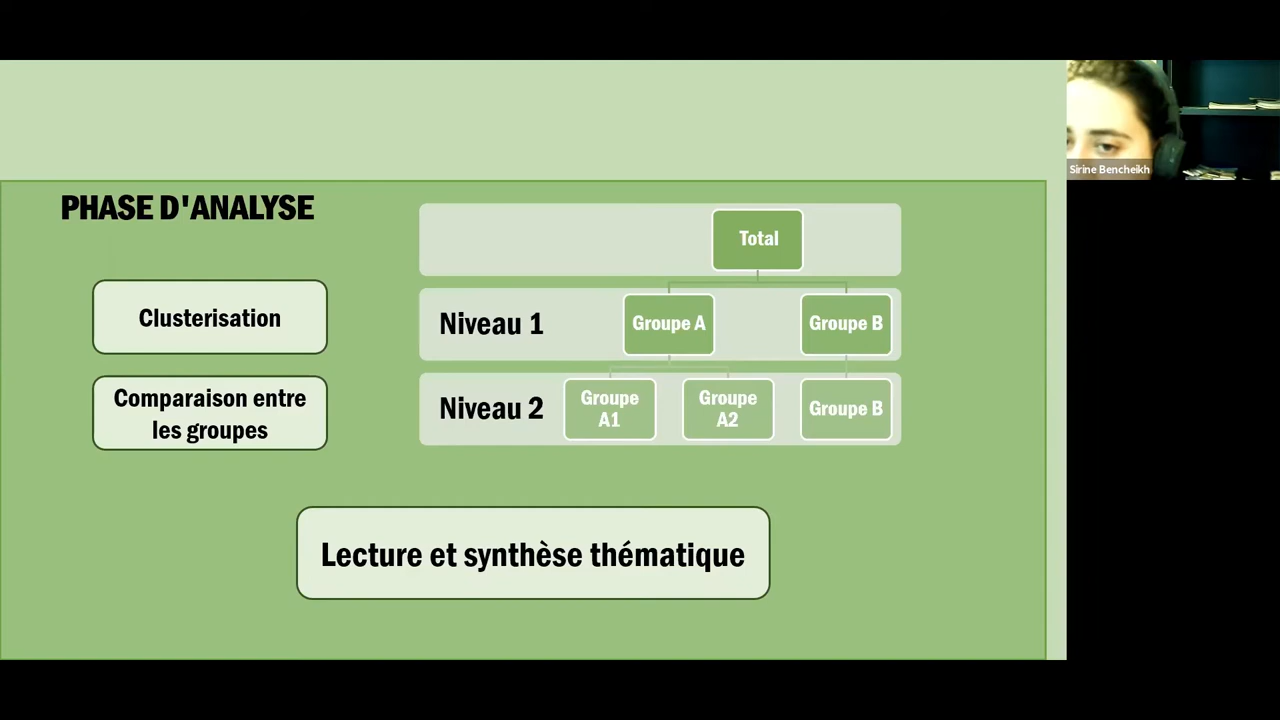 PHASE D'ANALYSE
Clusterisation
Comparaison entre
les groupes
Total
Niveau 1
Groupe A
Groupe B
Niveau 2
Groupe
A1
Groupe
A2
Groupe B
Lecture et synthèse thématique
Sirine Bencheikh